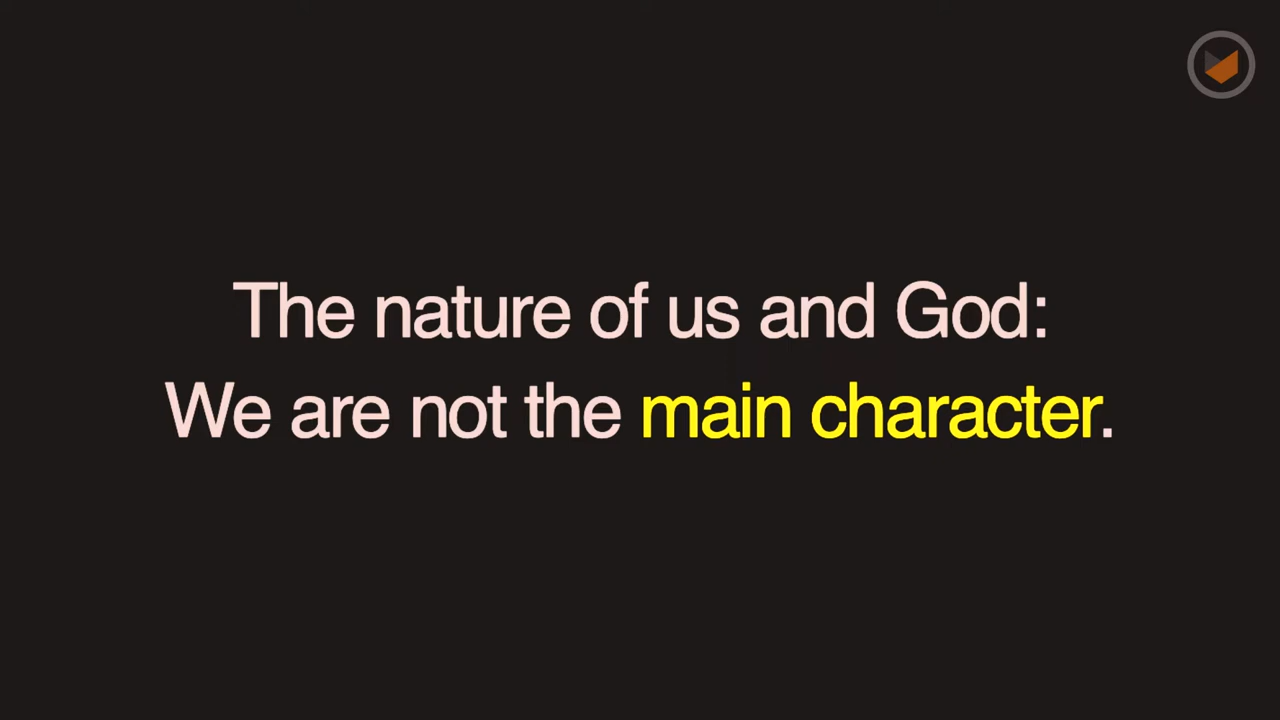 The nature of us and God:
We are not the main character.